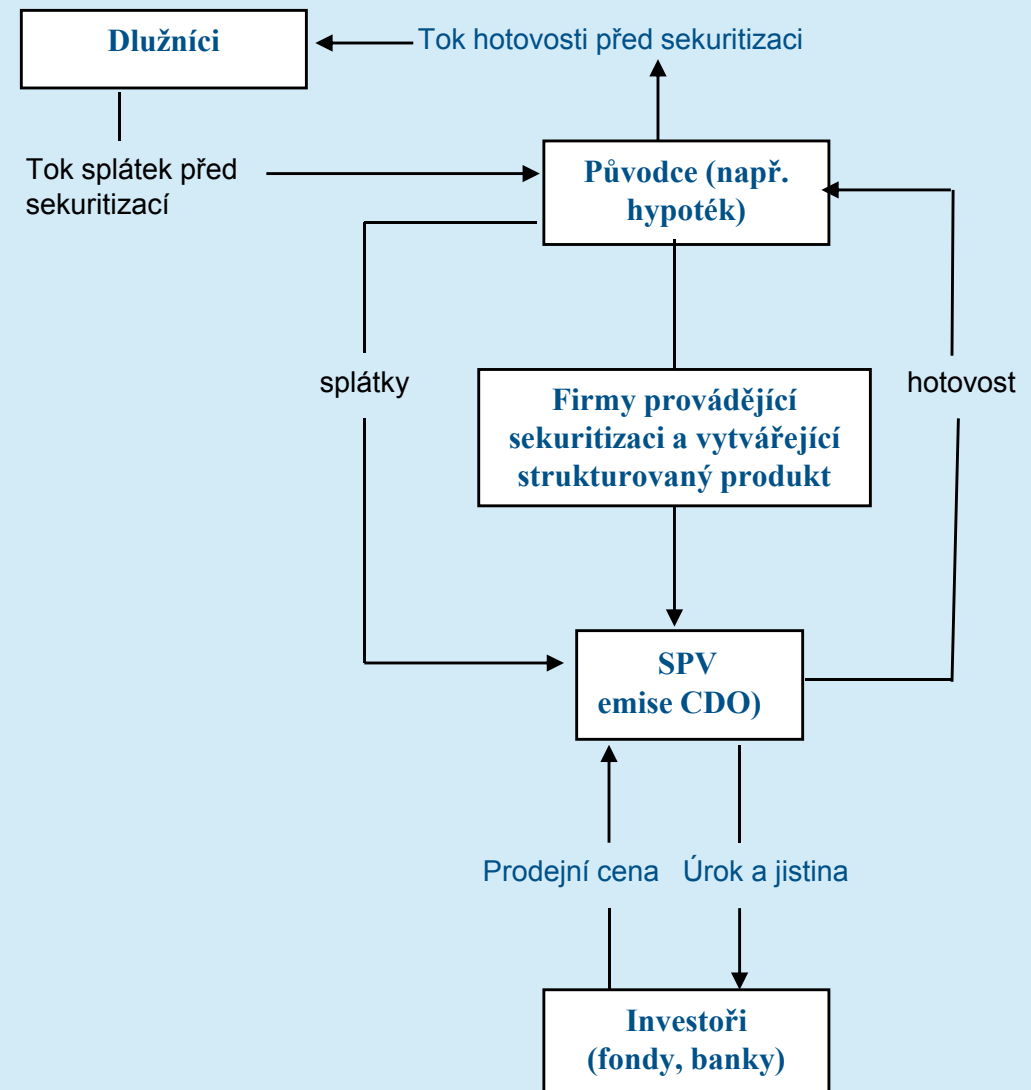 Dlužníci
Tok hotovosti před sekuritizaci
Tok splátek před
sekuritizací
Původce (např.
hypoték)
splátky
hotovost
Firmy provádějící
sekuritizaci a vytvářející
strukturovaný produkt
SPV
emise CDO)
Prodejní cena
Úrok a jistina
Investoři
(fondy, banky)